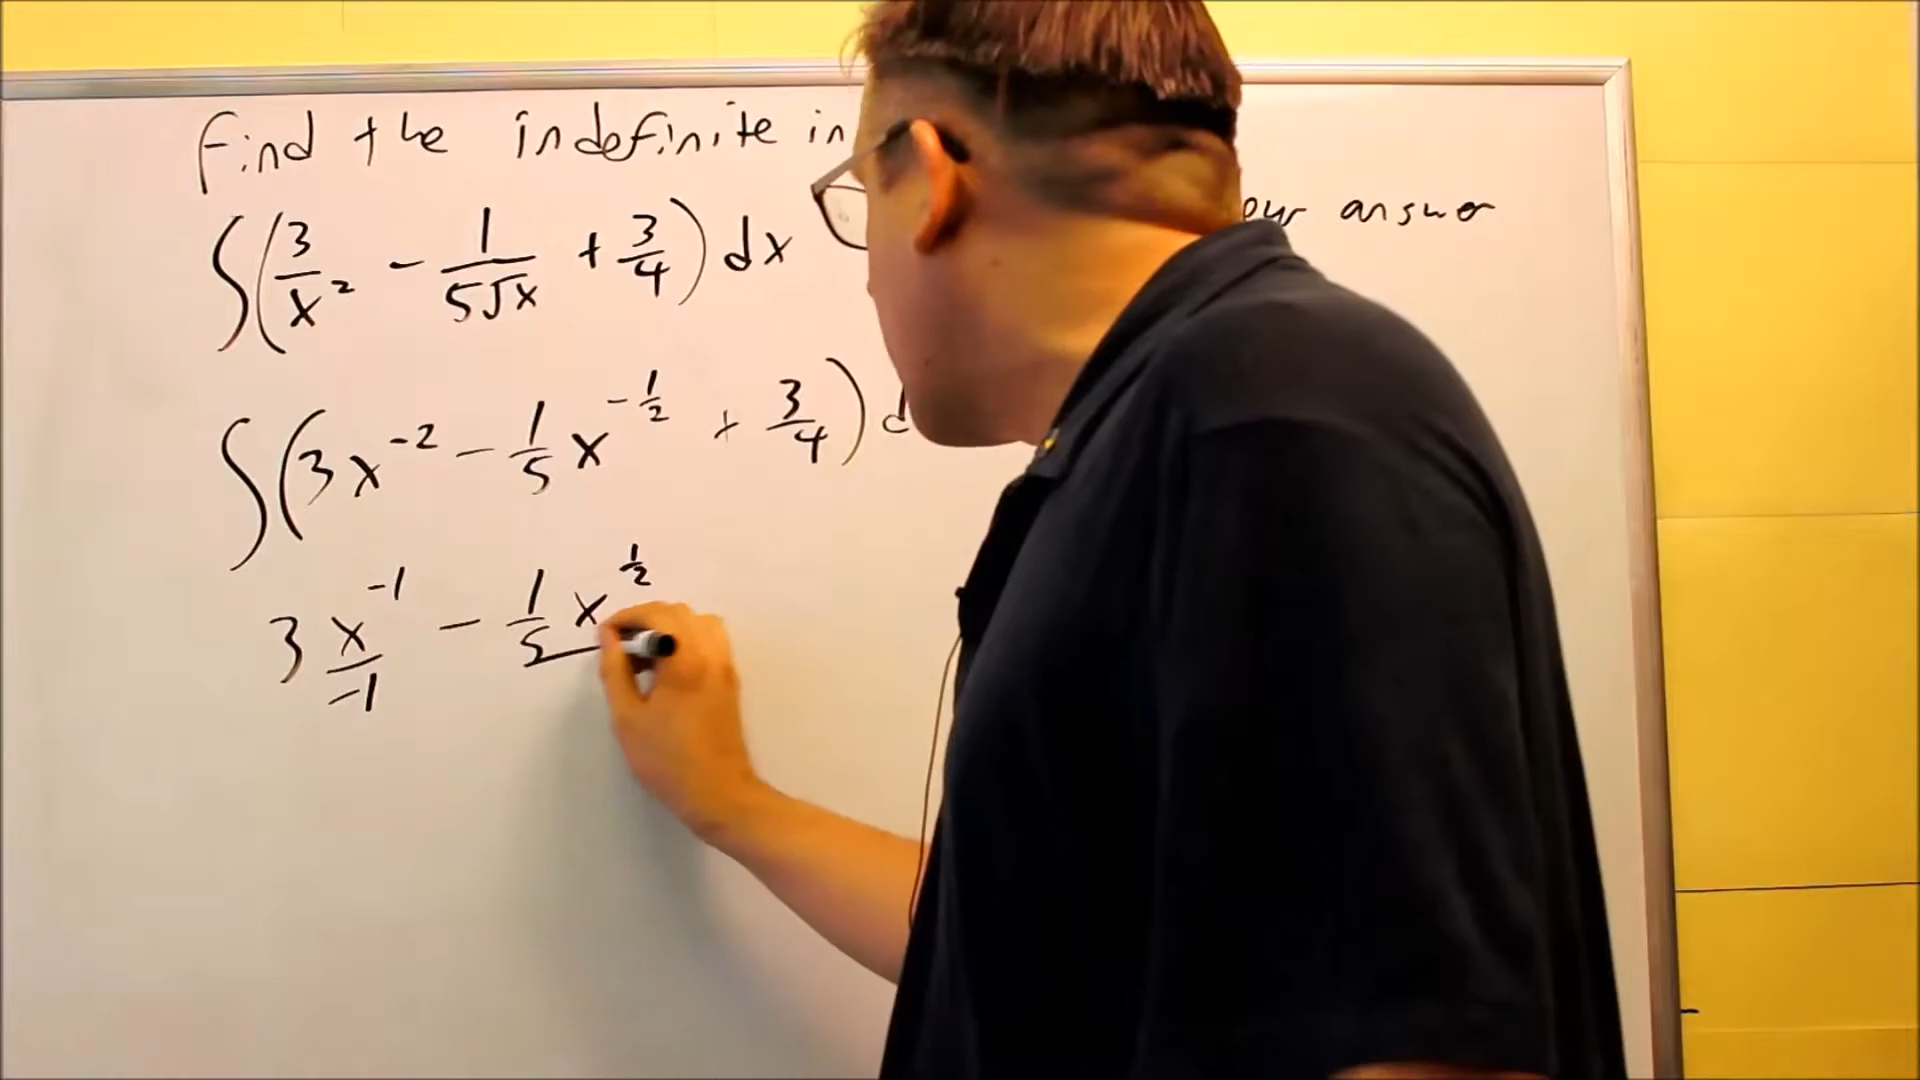 find the indefinite in
our answer
∫(3/x² - 1/(5√x) + 3/4) dx
∫(3x^-2 - 1/5 x^-1/2 + 3/4) d
3 x^-1/-1 - 1/5 x^1/2